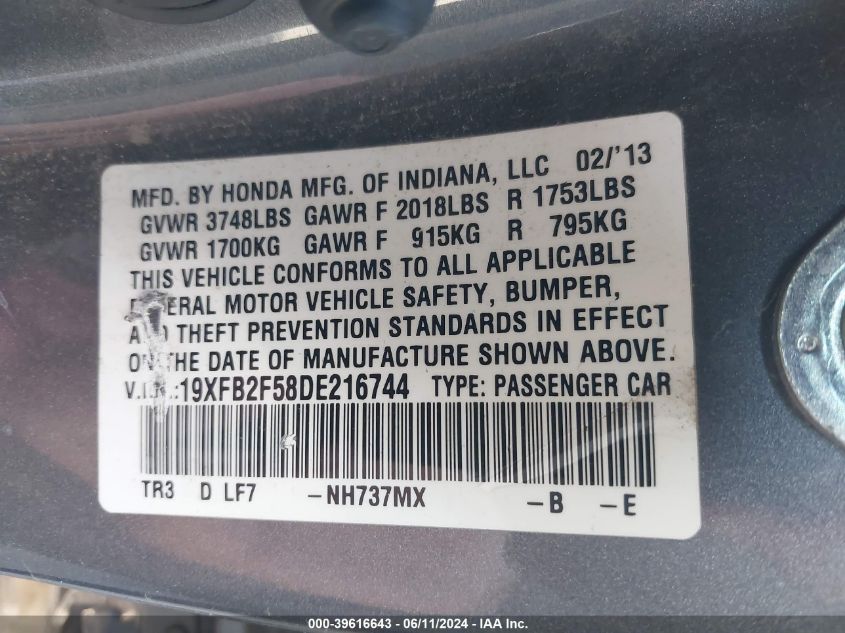 MFD. BY HONDA MFG. OF INDIANA, LLC 02/'13
GVWR 3748LBS GAWR F 2018LBS R 1753LBS
GVWR 1700KG GAWR F 915KG R 795KG
THIS VEHICLE CONFORMS TO ALL APPLICABLE
MOTOR VEHICLE SAFETY, BUMPER,
THEFT PREVENTION STANDARDS IN EFFECT
THE DATE OF MANUFACTURE SHOWN ABOVE.
19XFB2F58DE216744 TYPE: PASSENGER CAR
TR3 D LF7 -NH737MX -B -E
000-39616643 - 06/11/2024 - IAA Inc.